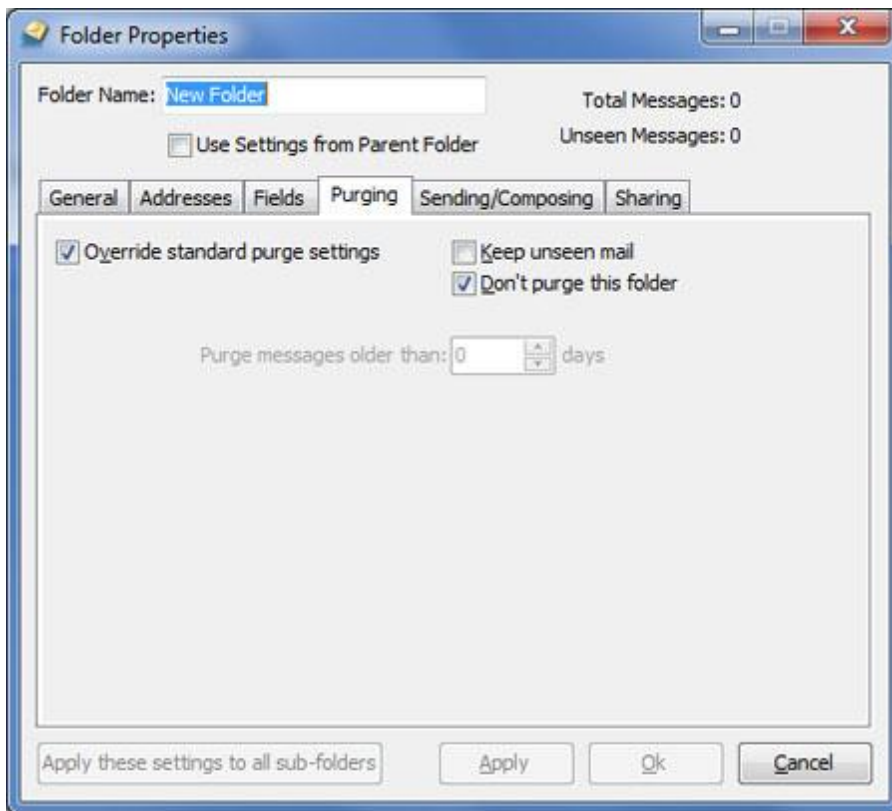 Folder Properties
Folder Name: New Folder
Total Messages: 0
Use Settings from Parent Folder
Unseen Messages: 0
General Addresses Fields Purging Sending/Composing Sharing
Override standard purge settings
Keep unseen mail
Don't purge this folder
Purge messages older than: 0 days
Apply these settings to all sub-folders Apply Ok Cancel